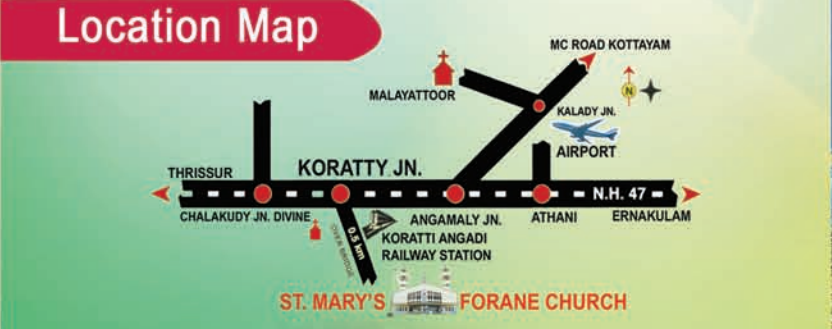 Location Map
MC ROAD KOTTAYAM
N
MALAYATTOOR
KALADY JN.
AIRPORT
THRISSUR
KORATTY JN.
N.H. 47
CHALAKUDY JN. DIVINE
ANGAMALY JN.
ATHANI
ERNAKULAM
0.5 km
OVER BRIDGE
KORATTI ANGADI
RAILWAY STATION
ST. MARY'S FORANE CHURCH